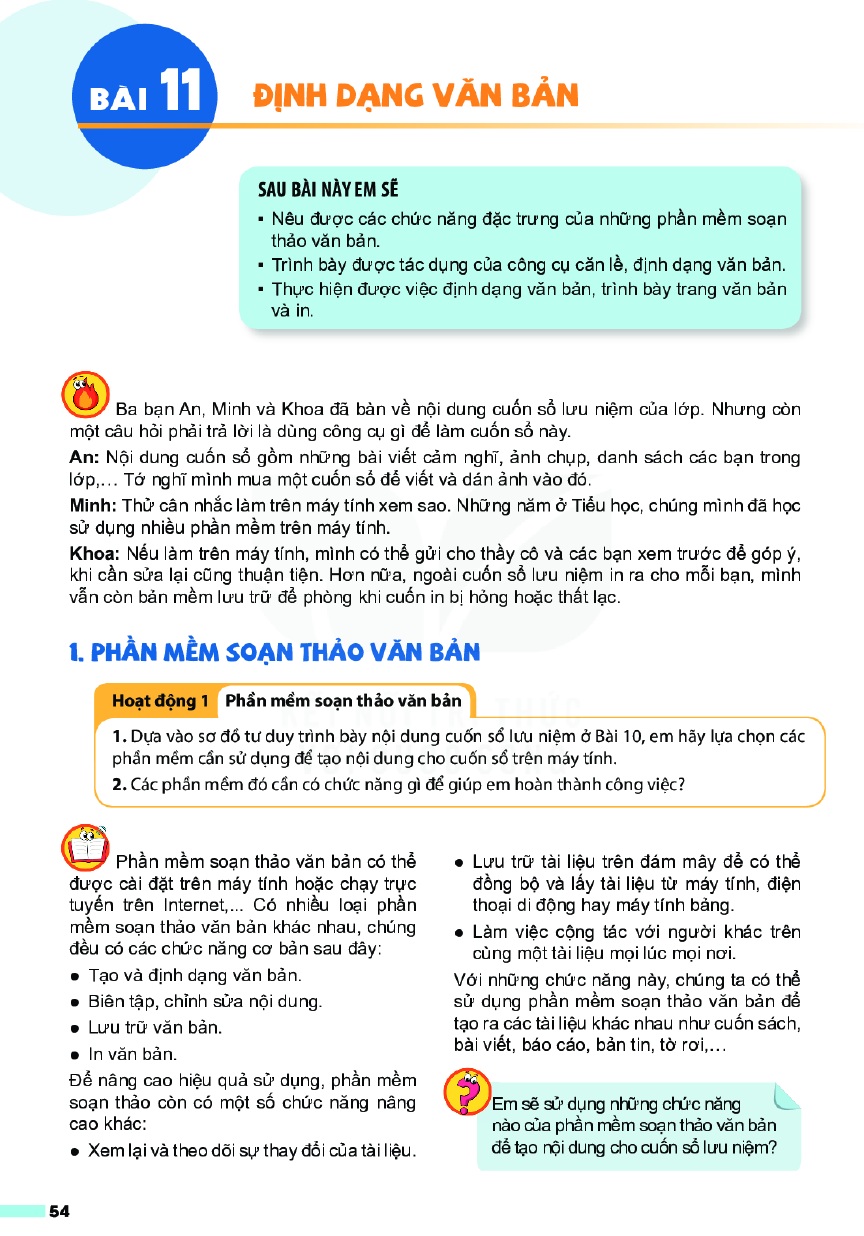 BÀI 11
ĐỊNH DẠNG VĂN BẢN
SAU BÀI NÀY EM SẼ
▪ Nêu được các chức năng đặc trưng của những phần mềm soạn
thảo văn bản.
▪ Trình bày được tác dụng của công cụ căn lề, định dạng văn bản.
▪ Thực hiện được việc định dạng văn bản, trình bày trang văn bản
và in.
Ba bạn An, Minh và Khoa đã bàn về nội dung cuốn sổ lưu niệm của lớp. Nhưng còn
một câu hỏi phải trả lời là dùng công cụ gì để làm cuốn sổ này.
An: Nội dung cuốn sổ gồm những bài viết cảm nghĩ, ảnh chụp, danh sách các bạn trong
lớp,... Tớ nghĩ mình mua một cuốn sổ để viết và dán ảnh vào đó.
Minh: Thử cân nhắc làm trên máy tính xem sao. Những năm ở Tiểu học, chúng mình đã học
sử dụng nhiều phần mềm trên máy tính.
Khoa: Nếu làm trên máy tính, mình có thể gửi cho thầy cô và các bạn xem trước để góp ý,
khi cần sửa lại cũng thuận tiện. Hơn nữa, ngoài cuốn sổ lưu niệm in ra cho mỗi bạn, mình
vẫn còn bản mềm lưu trữ để phòng khi cuốn in bị hỏng hoặc thất lạc.
1. PHẦN MỀM SOẠN THẢO VĂN BẢN
Hoạt động 1 Phần mềm soạn thảo văn bản
1. Dựa vào sơ đồ tư duy trình bày nội dung cuốn sổ lưu niệm ở Bài 10, em hãy lựa chọn các
phần mềm cần sử dụng để tạo nội dung cho cuốn sổ trên máy tính.
2. Các phần mềm đó cần có chức năng gì để giúp em hoàn thành công việc?
Phần mềm soạn thảo văn bản có thể
được cài đặt trên máy tính hoặc chạy trực
tuyến trên Internet,... Có nhiều loại phần
mềm soạn thảo văn bản khác nhau, chúng
đều có các chức năng cơ bản sau đây:
● Tạo và định dạng văn bản.
● Biên tập, chỉnh sửa nội dung.
● Lưu trữ văn bản.
● In văn bản.
Để nâng cao hiệu quả sử dụng, phần mềm
soạn thảo còn có một số chức năng nâng
cao khác:
● Xem lại và theo dõi sự thay đổi của tài liệu.
● Lưu trữ tài liệu trên đám mây để có thể
đồng bộ và lấy tài liệu từ máy tính, điện
thoại di động hay máy tính bảng.
● Làm việc cộng tác với người khác trên
cùng một tài liệu mọi lúc mọi nơi.
Với những chức năng này, chúng ta có thể
sử dụng phần mềm soạn thảo văn bản để
tạo ra các tài liệu khác nhau như cuốn sách,
bài viết, báo cáo, bản tin, tờ rơi,...
Em sẽ sử dụng những chức năng
nào của phần mềm soạn thảo văn bản
để tạo nội dung cho cuốn sổ lưu niệm?
54